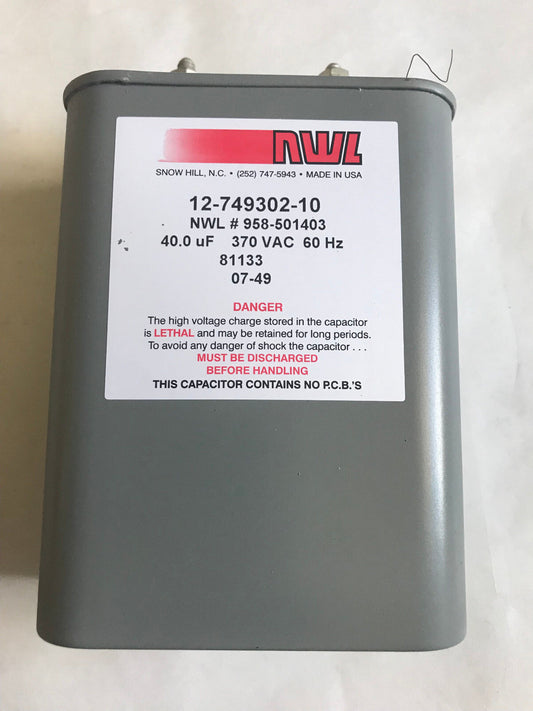 NWL
SNOW HILL, N.C. • (252) 747-5943 • MADE IN USA
12-749302-10
NWL # 958-501403
40.0 uF 370 VAC 60 Hz
81133
07-49
DANGER
The high voltage charge stored in the capacitor
is LETHAL and may be retained for long periods.
To avoid any danger of shock the capacitor . . .
MUST BE DISCHARGED
BEFORE HANDLING
THIS CAPACITOR CONTAINS NO P.C.B.'S